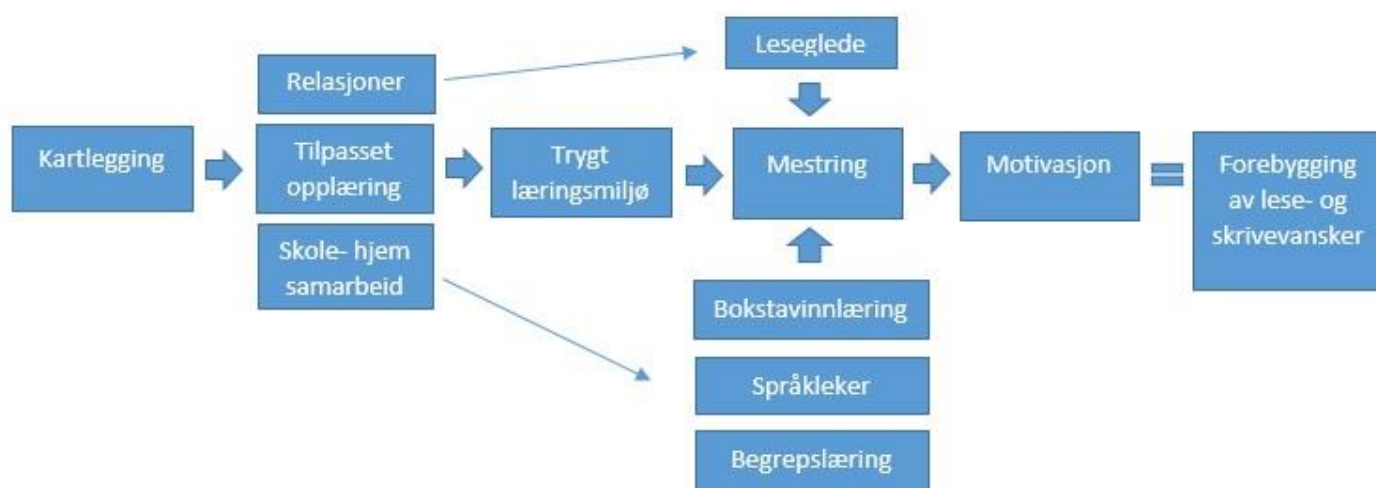 Kartlegging
Relasjoner
Tilpasset
opplæring
Skole- hjem
samarbeid
Trygt
læringsmiljø
Leseglede
Mestring
Bokstavinnlæring
Språkleker
Begrepslæring
Motivasjon
Forebygging
av lese- og
skrivevansker